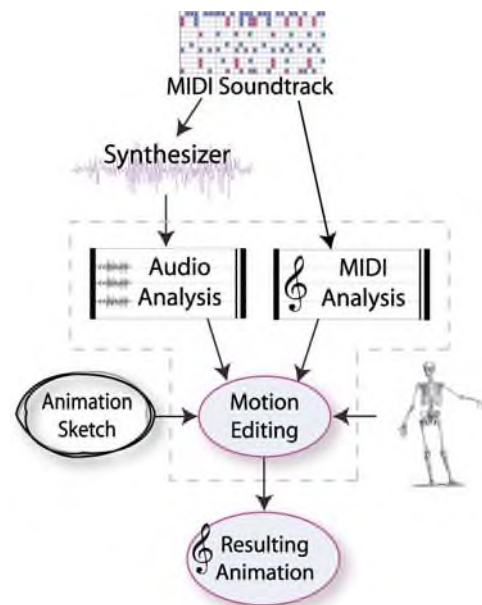 MIDI Soundtrack
Synthesizer
Audio
Analysis
MIDI
Analysis
Animation
Sketch
Motion
Editing
Resulting
Animation